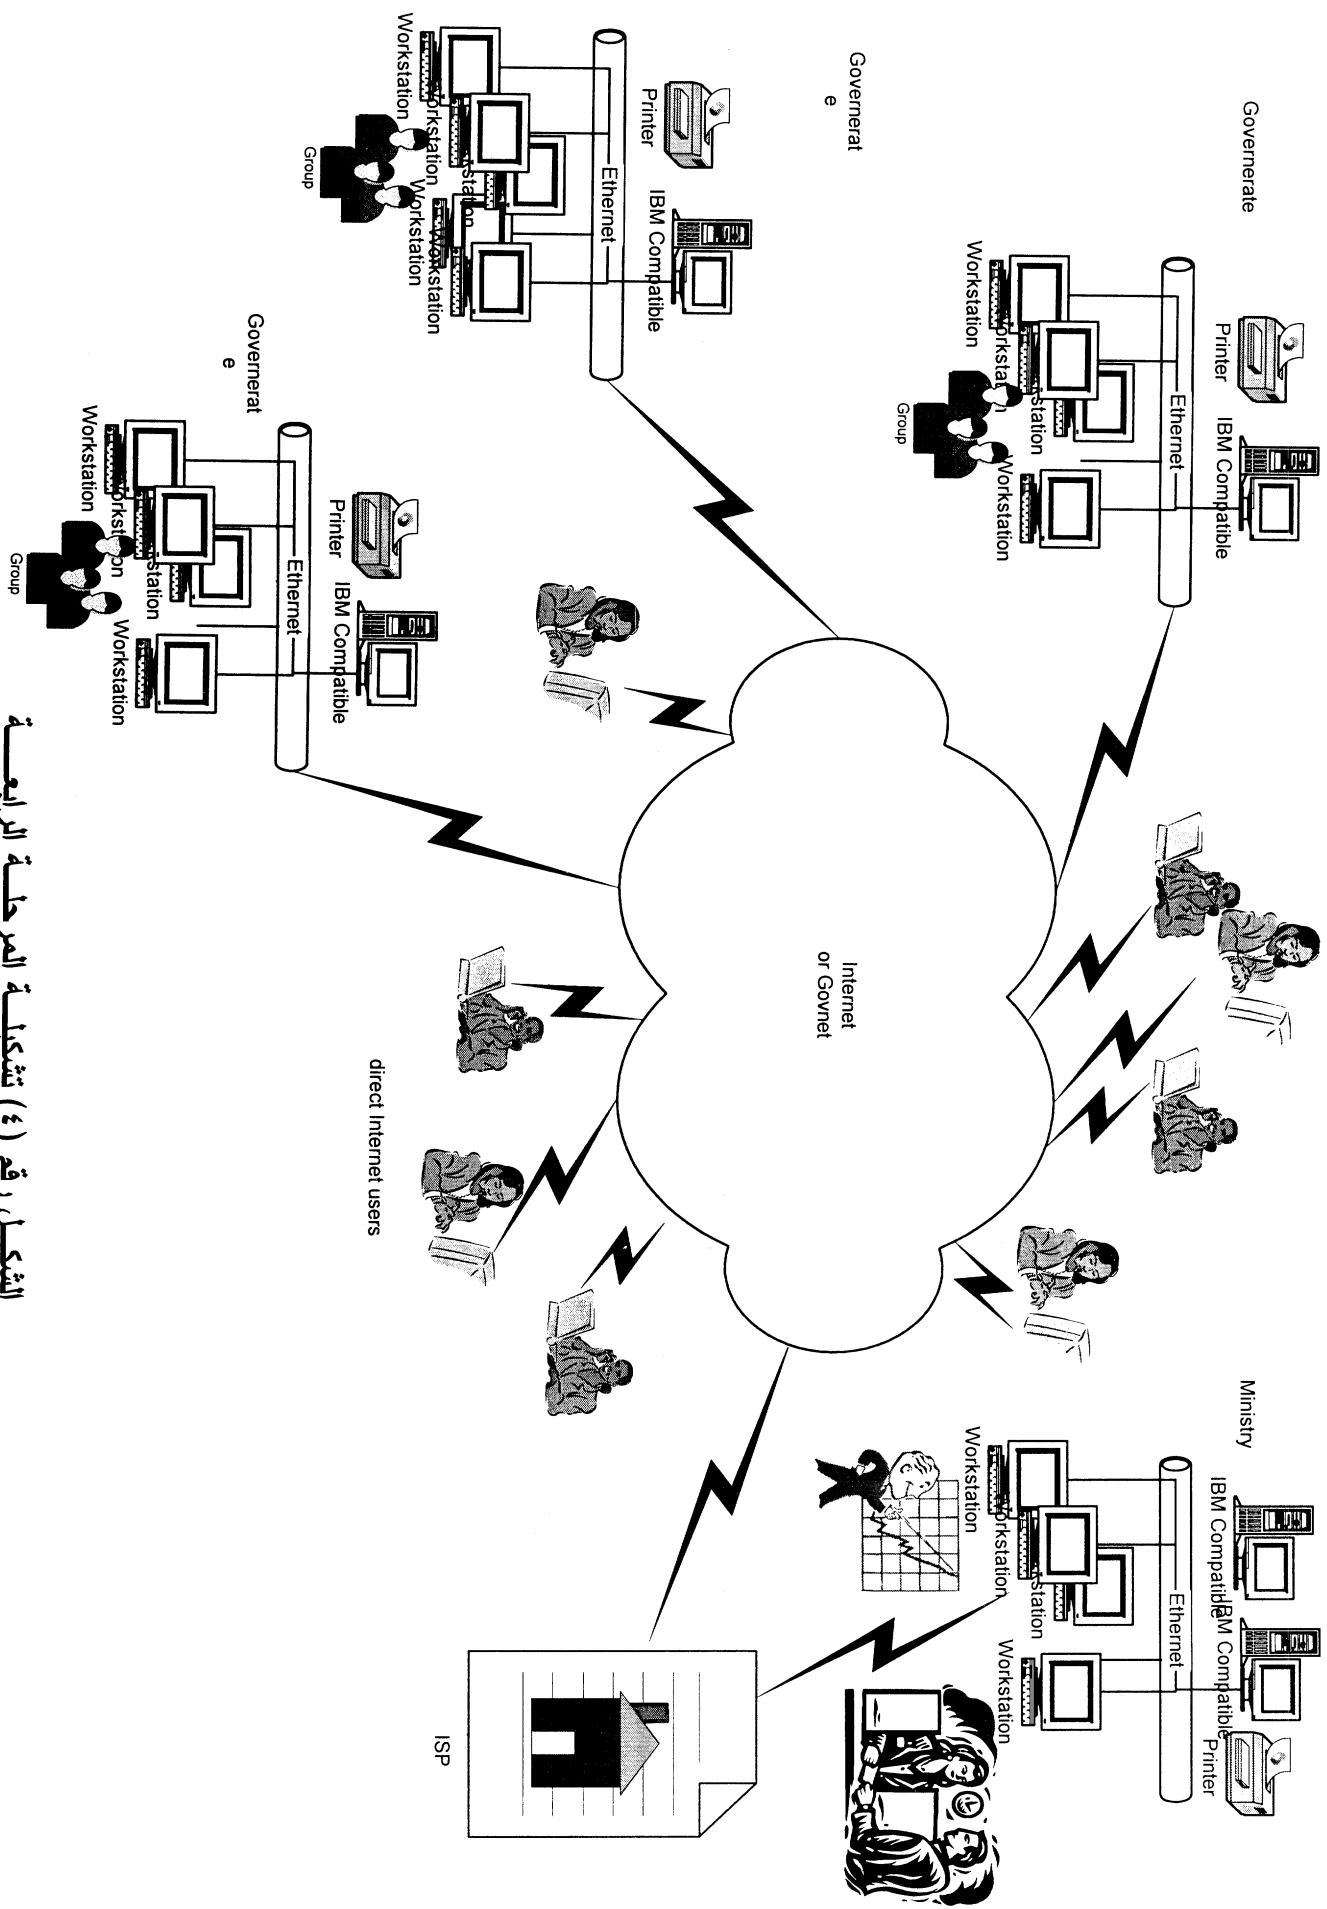 Governerate
Printer
IBM Compatible
Ethernet
Workstation
Workstation
Group
Governerat
e
Printer
IBM Compatible
Ethernet
Workstation
Workstation
Workstation
Workstation
Group
Governerat
e
Printer
IBM Compatible
Ethernet
Workstation
Workstation
Group
Internet
or Govnet
direct Internet users
Ministry
IBM Compatible
IBM Compatible
Printer
Ethernet
Workstation
Workstation
Workstation
ISP
الشكل رقم (٤) تشكيلة المرحلة الرابعة